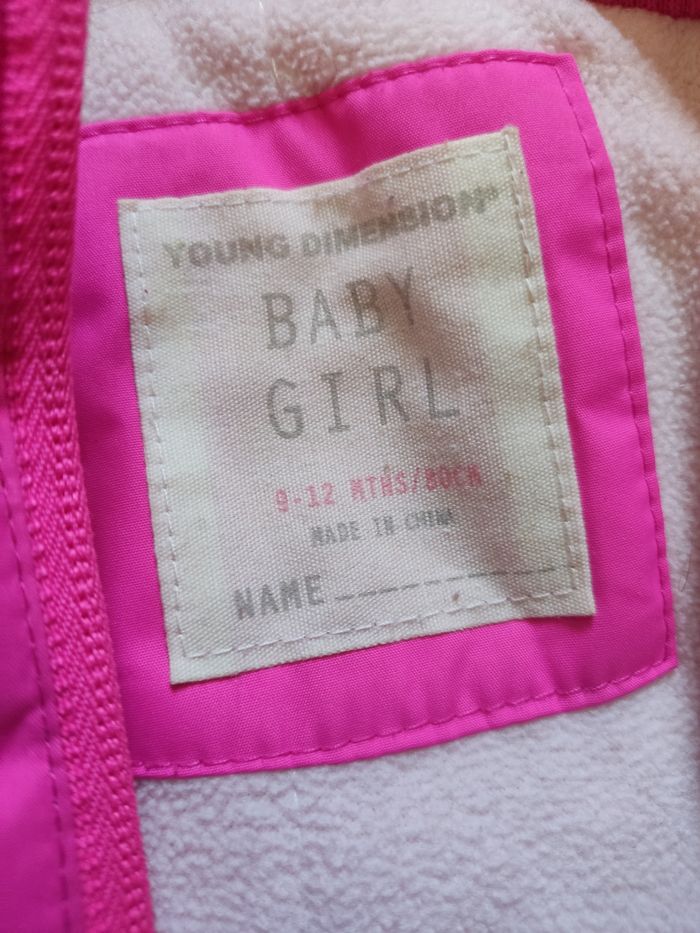 YOUNG DIMENSION®
BABY
GIRL
9-12 MTHS/80CM
MADE IN CHINA
NAME